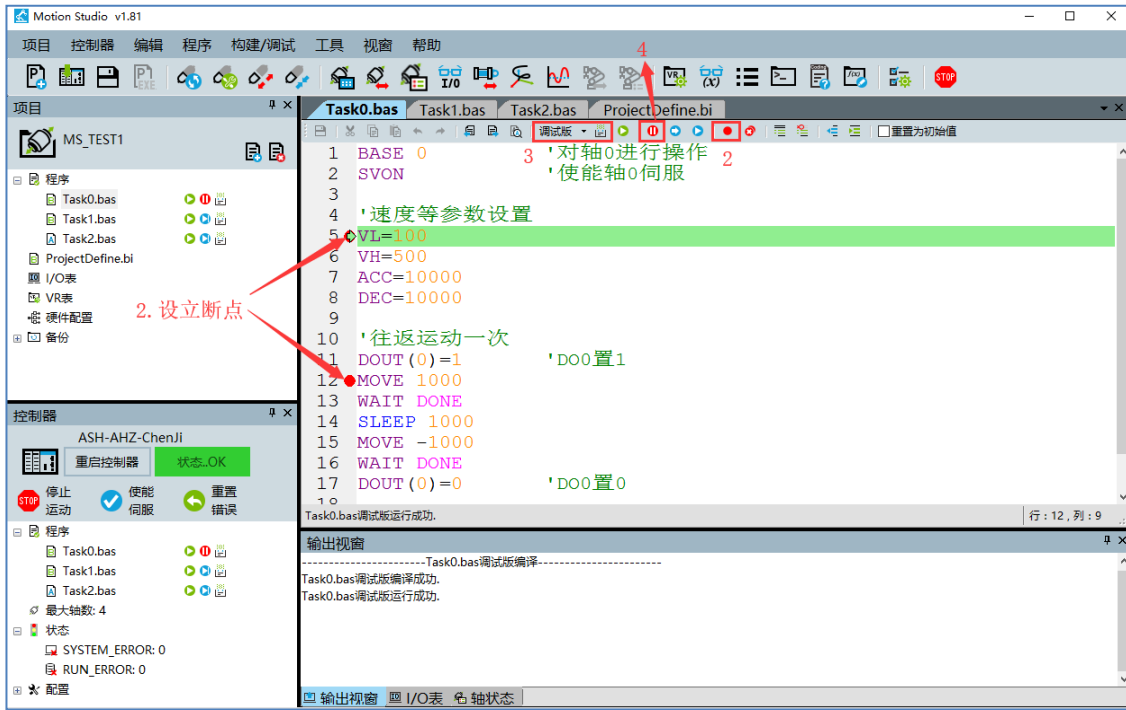 Motion Studio v1.81
项目 控制器 编辑 程序 构建/调试 工具 视窗 帮助
4
P EXE I/O VR (X) STOP
项目
MS_TEST1
程序
Task0.bas
Task1.bas
Task2.bas
ProjectDefine.bi
I/O表
VR表
硬件配置
备份
2.设立断点
控制器
ASH-AHZ-ChenJi
重启控制器 状态..OK
STOP 停止运动 使能伺服 重置错误
程序
Task0.bas
Task1.bas
Task2.bas
最大轴数: 4
状态
SYSTEM_ERROR: 0
RUN_ERROR: 0
配置
Task0.bas Task1.bas Task2.bas ProjectDefine.bi
调试版 重置为初始值
3 2
1 BASE 0 '对轴0进行操作
2 SVON '使能轴0伺服
3
4 '速度等参数设置
5 VL=100
6 VH=500
7 ACC=10000
8 DEC=10000
9
10 '往返运动一次
11 DOUT(0)=1 'DO0置1
12 MOVE 1000
13 WAIT DONE
14 SLEEP 1000
15 MOVE -1000
16 WAIT DONE
17 DOUT(0)=0 'DO0置0
18
Task0.bas调试版运行成功. 行:12,列:9
输出视窗
-----------------------Task0.bas调试版编译-----------------------
Task0.bas调试版编译成功.
Task0.bas调试版运行成功.
输出视窗 I/O表 轴状态